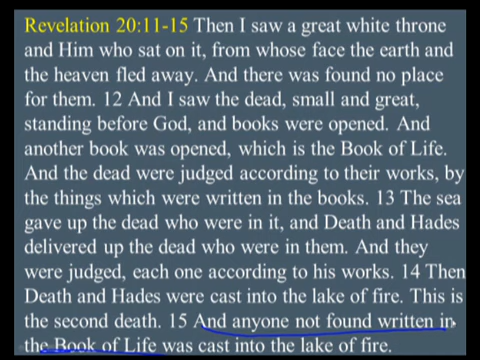 Revelation 20:11-15 Then I saw a great white throne
and Him who sat on it, from whose face the earth and
the heaven fled away. And there was found no place
for them. 12 And I saw the dead, small and great,
standing before God, and books were opened. And
another book was opened, which is the Book of Life.
And the dead were judged according to their works, by
the things which were written in the books. 13 The sea
gave up the dead who were in it, and Death and Hades
delivered up the dead who were in them. And they
were judged, each one according to his works. 14 Then
Death and Hades were cast into the lake of fire. This is
the second death. 15 And anyone not found written in
the Book of Life was cast into the lake of fire.